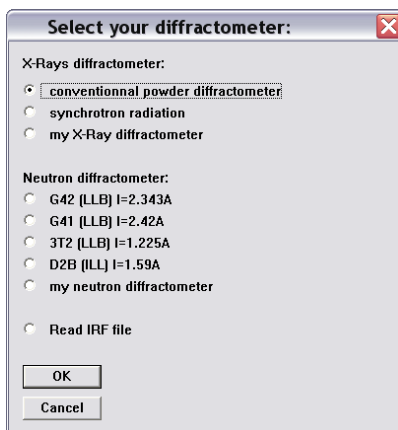 Select your diffractometer:
X-Rays diffractometer:
conventionnal powder diffractometer
synchrotron radiation
my X-Ray diffractometer
Neutron diffractometer:
G42 (LLB) l=2.343A
G41 (LLB) l=2.42A
3T2 (LLB) l=1.225A
D2B (ILL) l=1.59A
my neutron diffractometer
Read IRF file
OK
Cancel